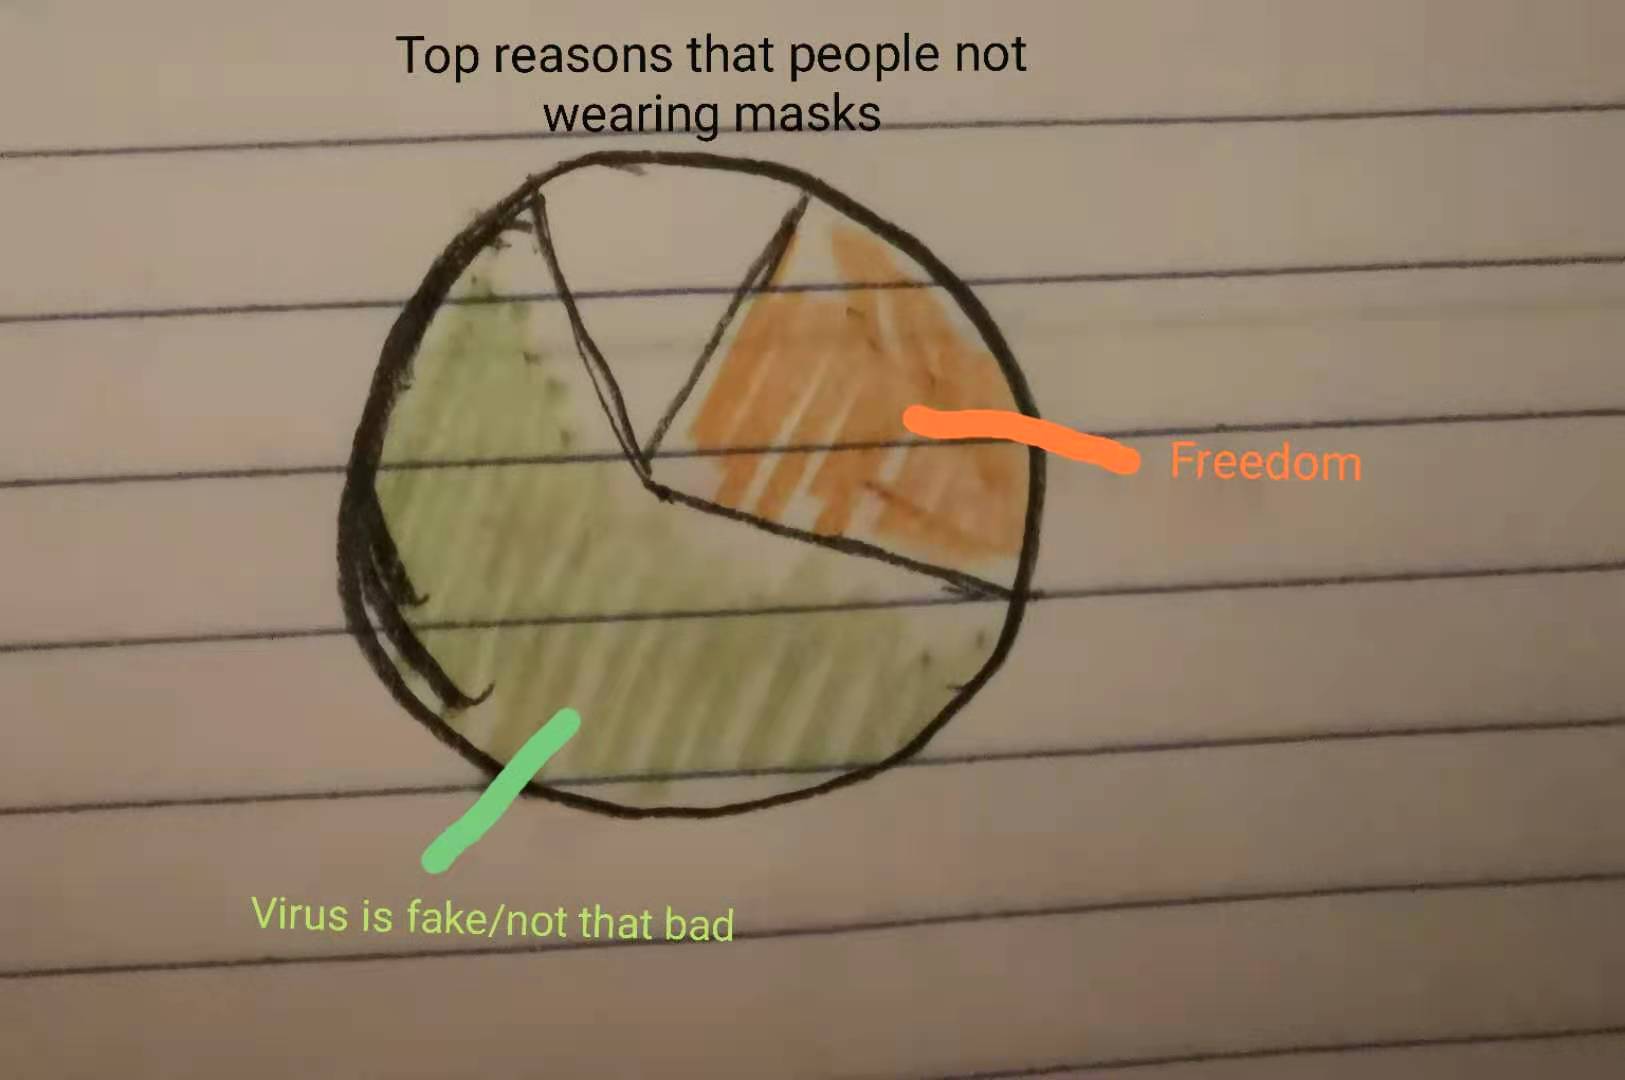 Top reasons that people not
wearing masks
Freedom
Virus is fake/not that bad